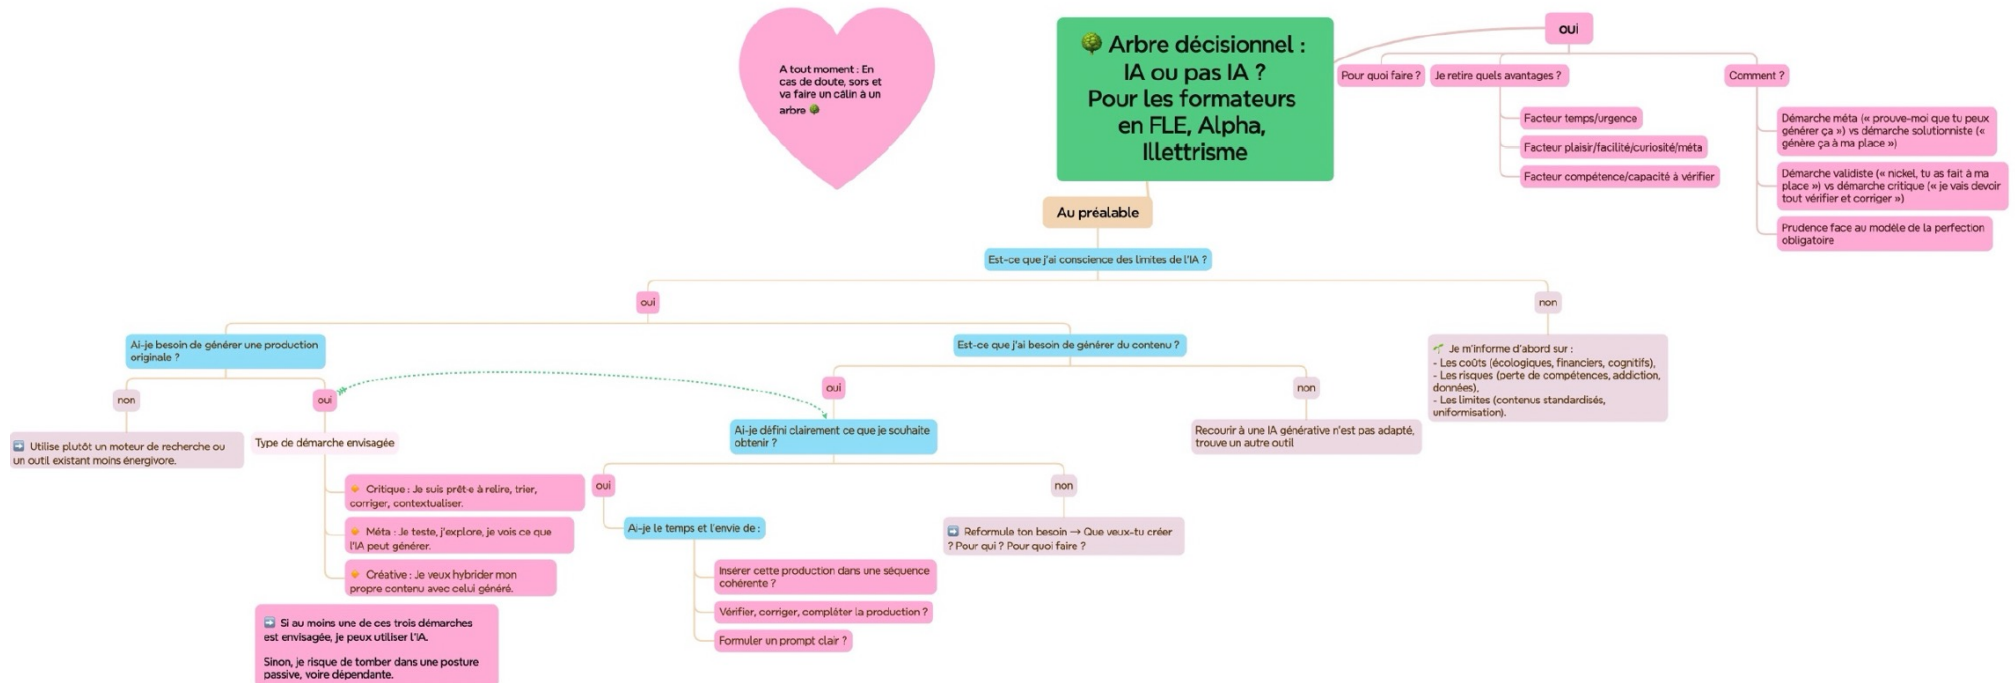 A tout moment : En
cas de doute, sors et
va faire un câlin à un
arbre 🌳
🌳 Arbre décisionnel :
IA ou pas IA ?
Pour les formateurs
en FLE, Alpha,
Illettrisme
oui
Pour quoi faire ?
Je retire quels avantages ?
Comment ?
Facteur temps/urgence
Facteur plaisir/facilité/curiosité/méta
Facteur compétence/capacité à vérifier
Démarche méta (« prouve-moi que tu peux
générer ça ») vs démarche solutionniste («
génère ça à ma place »)
Démarche validiste (« nickel, tu as fait à ma
place ») vs démarche critique (« je vais devoir
tout vérifier et corriger »)
Prudence face au modèle de la perfection
obligatoire
Au préalable
Est-ce que j'ai conscience des limites de l'IA ?
oui
non
Ai-je besoin de générer une production
originale ?
Est-ce que j'ai besoin de générer du contenu ?
🌱 Je m'informe d'abord sur :
- Les coûts (écologiques, financiers, cognitifs),
- Les risques (perte de compétences, addiction,
données),
- Les limites (contenus standardisés,
uniformisation).
non
oui
oui
non
➡️ Utilise plutôt un moteur de recherche ou
un outil existant moins énergivore.
Type de démarche envisagée
Ai-je défini clairement ce que je souhaite
obtenir ?
Recourir à une IA générative n'est pas adapté,
trouve un autre outil
🔸 Critique : Je suis prêt·e à relire, trier,
corriger, contextualiser.
🔸 Méta : Je teste, j'explore, je vois ce que
l'IA peut générer.
🔸 Créative : Je veux hybrider mon
propre contenu avec celui généré.
➡️ Si au moins une de ces trois démarches
est envisagée, je peux utiliser l'IA.
Sinon, je risque de tomber dans une posture
passive, voire dépendante.
oui
non
Ai-je le temps et l'envie de :
➡️ Reformule ton besoin → Que veux-tu créer
? Pour qui ? Pour quoi faire ?
Insérer cette production dans une séquence
cohérente ?
Vérifier, corriger, compléter la production ?
Formuler un prompt clair ?